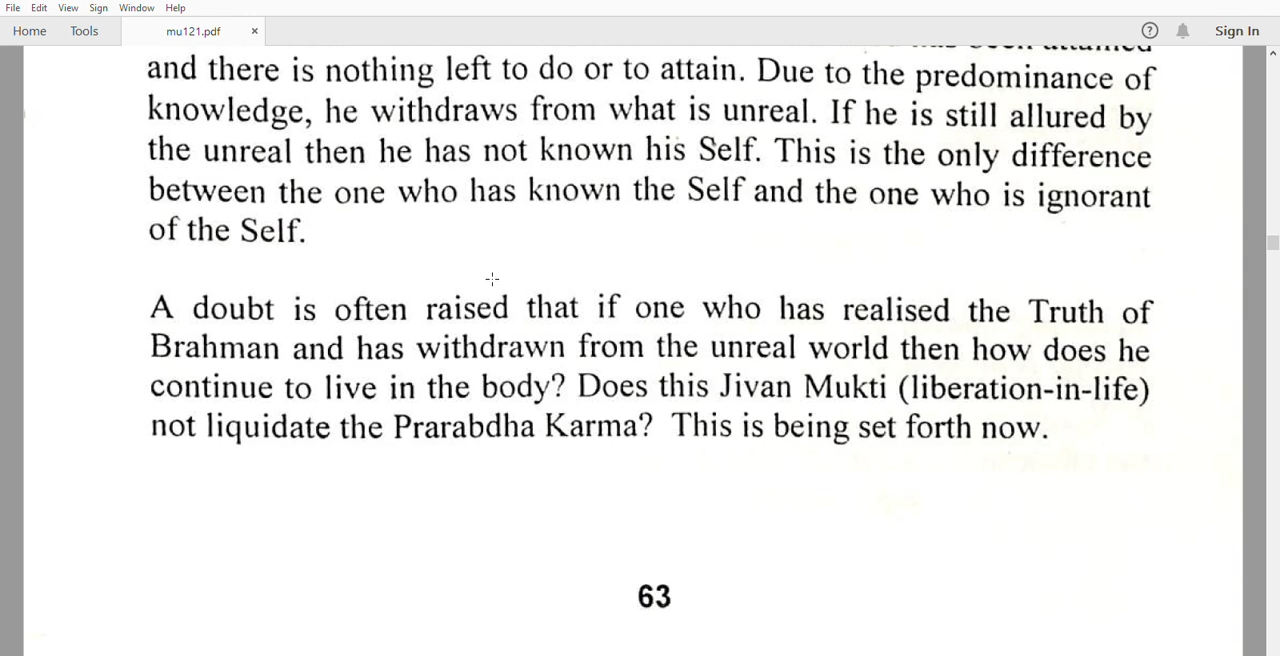 File Edit View Sign Window Help
Home Tools mu121.pdf × ? Sign In
and there is nothing left to do or to attain. Due to the predominance of
knowledge, he withdraws from what is unreal. If he is still allured by
the unreal then he has not known his Self. This is the only difference
between the one who has known the Self and the one who is ignorant
of the Self.
A doubt is often raised that if one who has realised the Truth of
Brahman and has withdrawn from the unreal world then how does he
continue to live in the body? Does this Jivan Mukti (liberation-in-life)
not liquidate the Prarabdha Karma? This is being set forth now.
63